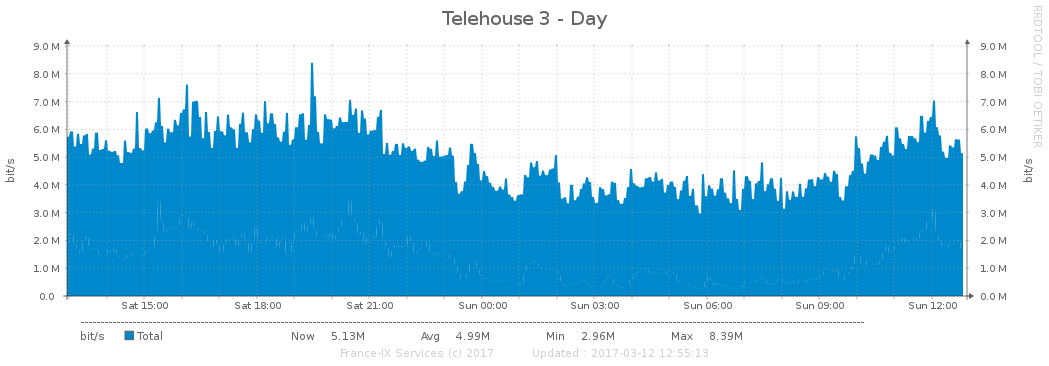 Telehouse 3 - Day
RRDTOOL / TOBI OETIKER
bit/s
bit/s
9.0 M 9.0 M
8.0 M 8.0 M
7.0 M 7.0 M
6.0 M 6.0 M
5.0 M 5.0 M
4.0 M 4.0 M
3.0 M 3.0 M
2.0 M 2.0 M
1.0 M 1.0 M
0.0 0.0 M
Sat 15:00 Sat 18:00 Sat 21:00 Sun 00:00 Sun 03:00 Sun 06:00 Sun 09:00 Sun 12:00
bit/s Total Now 5.13M Avg 4.99M Min 2.96M Max 8.39M
France-IX Services (c) 2017 Updated : 2017-03-12 12:55:13